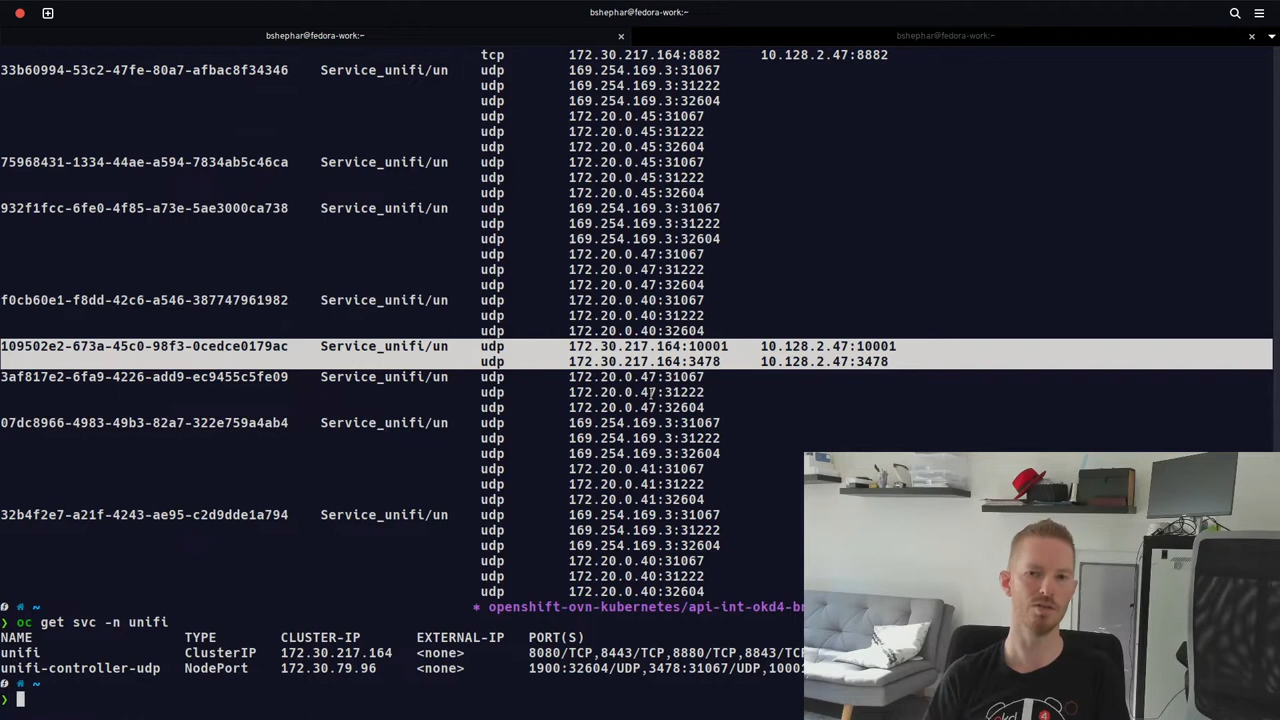 bshephar@fedora-work:~
bshephar@fedora-work:~ bshephar@fedora-work:~
tcp 172.30.217.164:8882 10.128.2.47:8882
33b60994-53c2-47fe-80a7-afbac8f34346 Service_unifi/un udp 169.254.169.3:31067
udp 169.254.169.3:31222
udp 169.254.169.3:32604
udp 172.20.0.45:31067
udp 172.20.0.45:31222
udp 172.20.0.45:32604
75968431-1334-44ae-a594-7834ab5c46ca Service_unifi/un udp 172.20.0.45:31067
udp 172.20.0.45:31222
udp 172.20.0.45:32604
932f1fcc-6fe0-4f85-a73e-5ae3000ca738 Service_unifi/un udp 169.254.169.3:31067
udp 169.254.169.3:31222
udp 169.254.169.3:32604
udp 172.20.0.47:31067
udp 172.20.0.47:31222
udp 172.20.0.47:32604
f0cb60e1-f8dd-42c6-a546-387747961982 Service_unifi/un udp 172.20.0.40:31067
udp 172.20.0.40:31222
udp 172.20.0.40:32604
109502e2-673a-45c0-98f3-0cedce0179ac Service_unifi/un udp 172.30.217.164:10001 10.128.2.47:10001
udp 172.30.217.164:3478 10.128.2.47:3478
3af817e2-6fa9-4226-add9-ec9455c5fe09 Service_unifi/un udp 172.20.0.47:31067
udp 172.20.0.47:31222
udp 172.20.0.47:32604
07dc8966-4983-49b3-82a7-322e759a4ab4 Service_unifi/un udp 169.254.169.3:31067
udp 169.254.169.3:31222
udp 169.254.169.3:32604
udp 172.20.0.41:31067
udp 172.20.0.41:31222
udp 172.20.0.41:32604
32b4f2e7-a21f-4243-ae95-c2d9dde1a794 Service_unifi/un udp 169.254.169.3:31067
udp 169.254.169.3:31222
udp 169.254.169.3:32604
udp 172.20.0.40:31067
udp 172.20.0.40:31222
udp 172.20.0.40:32604
~ * openshift-ovn-kubernetes/api-int-okd4-br
❯ oc get svc -n unifi
NAME TYPE CLUSTER-IP EXTERNAL-IP PORT(S)
unifi ClusterIP 172.30.217.164 <none> 8080/TCP,8443/TCP,8880/TCP,8843/TC
unifi-controller-udp NodePort 172.30.79.96 <none> 1900:32604/UDP,3478:31067/UDP,1000
~
❯